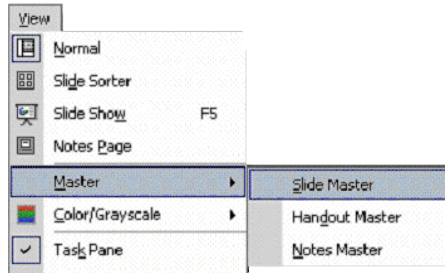 View
Normal
Slide Sorter
Slide Show F5
Notes Page
Master
Slide Master
Color/Grayscale
Handout Master
Task Pane
Notes Master